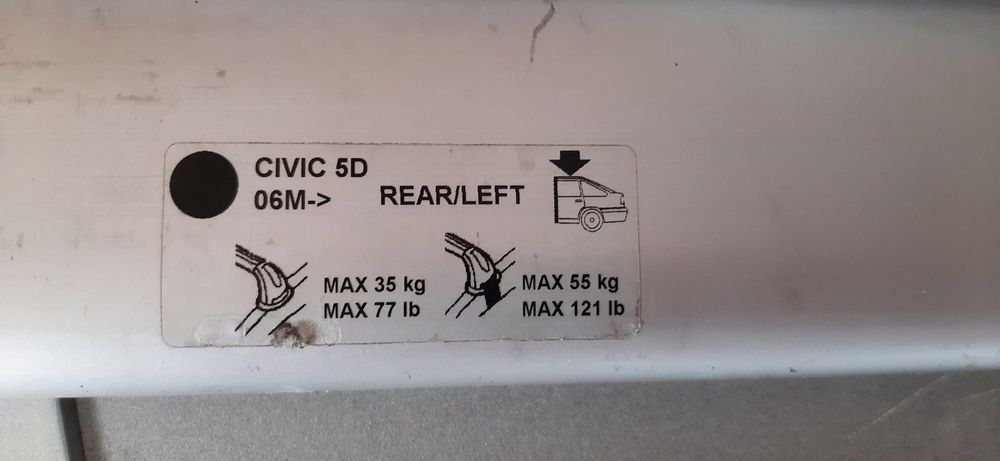 CIVIC 5D
06M->
REAR/LEFT
MAX 35 kg
MAX 77 lb
MAX 55 kg
MAX 121 lb